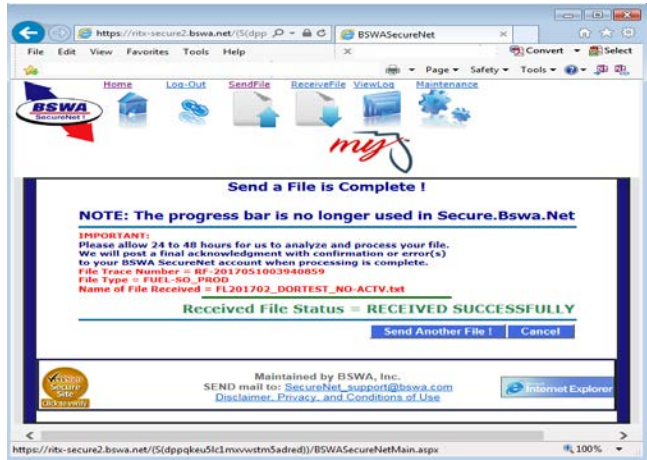 https://ritx-secure2.bswa.net/(S(dpp
BSWASecureNet
File Edit View Favorites Tools Help
Convert Select
Page Safety Tools
Home Log-Out SendFile ReceiveFile ViewLog Maintenance
BSWA
SecureNet !
my
Send a File is Complete !
NOTE: The progress bar is no longer used in Secure.Bswa.Net
IMPORTANT:
Please allow 24 to 48 hours for us to analyze and process your file.
We will post a final acknowledgment with confirmation or error(s)
to your BSWA SecureNet account when processing is complete.
File Trace Number = RF-2017051003940859
File Type = FUEL-SO_PROD
Name of File Received = FL201702_DORTEST_NO-ACTV.txt
Received File Status = RECEIVED SUCCESSFULLY
Send Another File ! Cancel
Secure
Site
Click to verify
Maintained by BSWA, Inc.
SEND mail to: SecureNet_support@bswa.com
Disclaimer, Privacy, and Conditions of Use
Internet Explorer
https://ritx-secure2.bswa.net/(S(dppqkeu5lc1mxvwstm5adred))/BSWASecureNetMain.aspx
100%